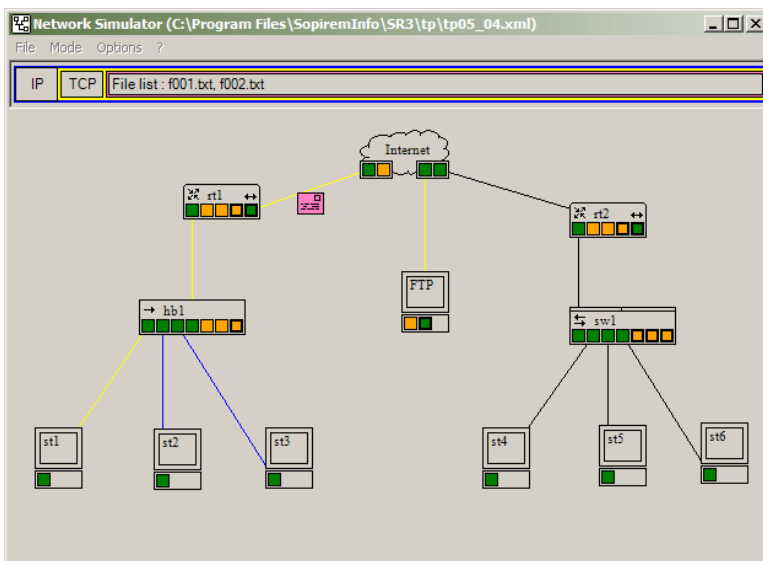 Network Simulator (C:\Program Files\SopiremInfo\SR3\tp\tp05_04.xml)
File Mode Options ?
IP TCP File list : f001.txt, f002.txt
Internet
rt1
rt2
FTP
hb1
sw1
st1 st2 st3 st4 st5 st6